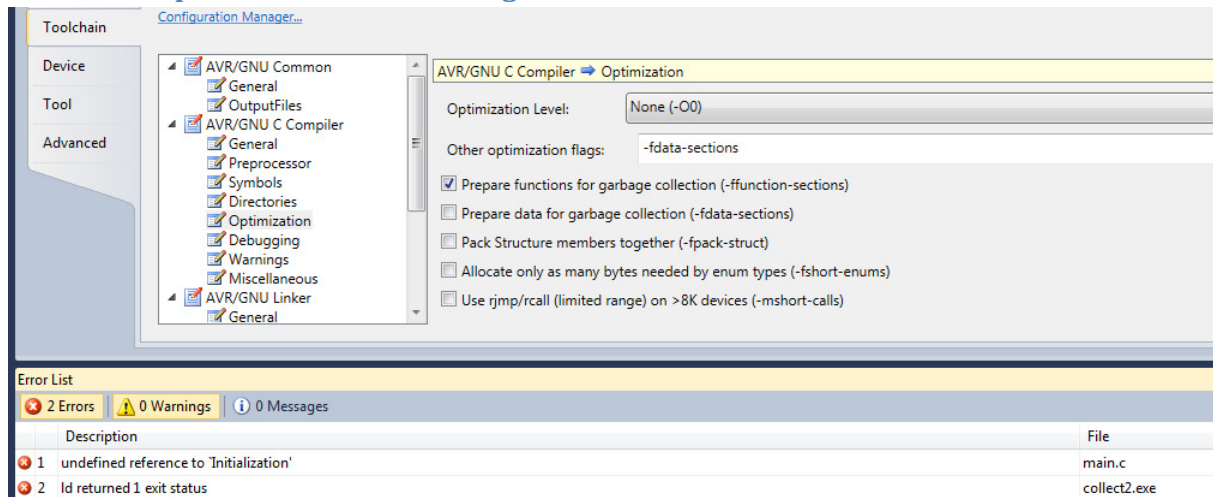 Configuration Manager...
Toolchain
Device
Tool
Advanced
AVR/GNU Common
General
OutputFiles
AVR/GNU C Compiler
General
Preprocessor
Symbols
Directories
Optimization
Debugging
Warnings
Miscellaneous
AVR/GNU Linker
General
AVR/GNU C Compiler ➡ Optimization
Optimization Level: None (-O0)
Other optimization flags: -fdata-sections
Prepare functions for garbage collection (-ffunction-sections)
Prepare data for garbage collection (-fdata-sections)
Pack Structure members together (-fpack-struct)
Allocate only as many bytes needed by enum types (-fshort-enums)
Use rjmp/rcall (limited range) on >8K devices (-mshort-calls)
Error List
2 Errors 0 Warnings 0 Messages
Description File
1 undefined reference to `Initialization' main.c
2 ld returned 1 exit status collect2.exe